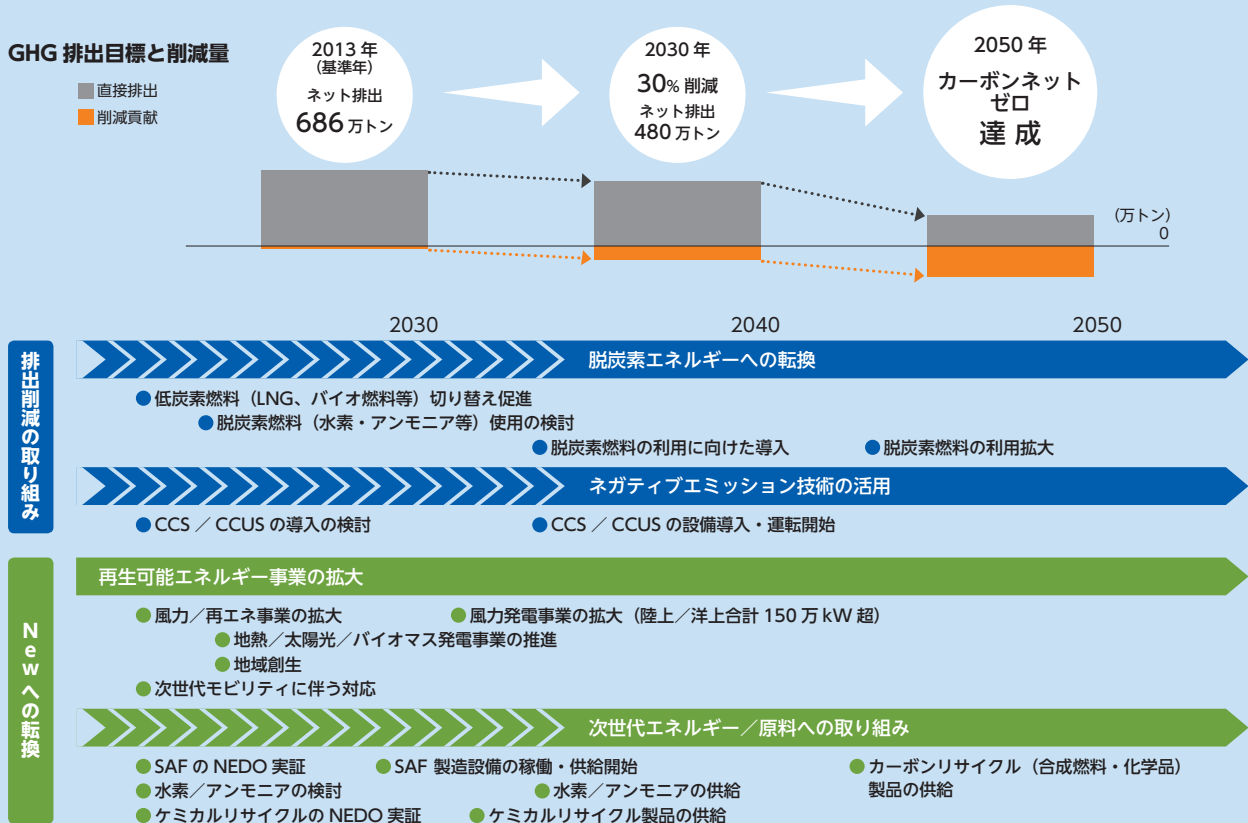 GHG 排出目標と削減量
直接排出
削減貢献
2013 年
(基準年)
ネット排出
686 万トン
2030 年
30% 削減
ネット排出
480 万トン
2050 年
カーボンネット
ゼロ
達 成
(万トン)
0
2030 2040 2050
排出削減の取り組み
脱炭素エネルギーへの転換
●低炭素燃料（LNG、バイオ燃料等）切り替え促進
●脱炭素燃料（水素・アンモニア等）使用の検討
●脱炭素燃料の利用に向けた導入 ●脱炭素燃料の利用拡大
ネガティブエミッション技術の活用
●CCS ／ CCUS の導入の検討 ●CCS ／ CCUS の設備導入・運転開始
Newへの転換
再生可能エネルギー事業の拡大
●風力／再エネ事業の拡大 ●風力発電事業の拡大（陸上／洋上合計 150 万 kW 超）
●地熱／太陽光／バイオマス発電事業の推進
●地域創生
●次世代モビリティに伴う対応
次世代エネルギー／原料への取り組み
●SAF の NEDO 実証 ●SAF 製造設備の稼働・供給開始 ●カーボンリサイクル（合成燃料・化学品）
●水素／アンモニアの検討 ●水素／アンモニアの供給 製品の供給
●ケミカルリサイクルの NEDO 実証 ●ケミカルリサイクル製品の供給